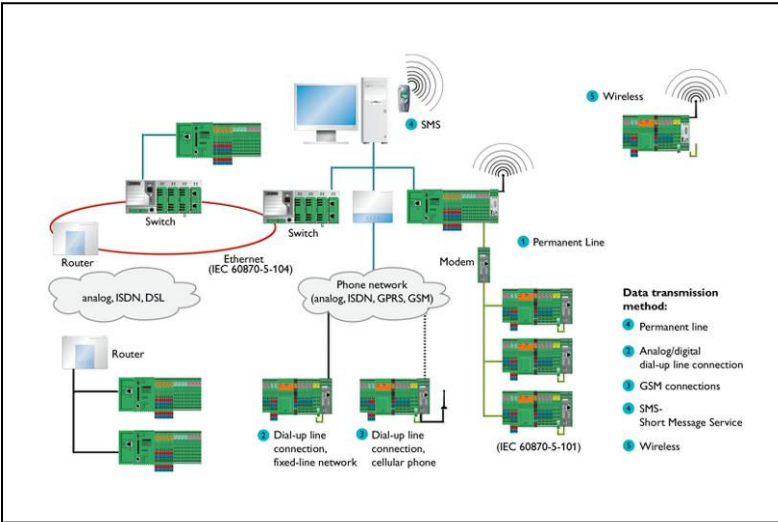 4 SMS
5 Wireless
Switch
Switch
Router
Ethernet
(IEC 60870-5-104)
1 Permanent Line
Modem
analog, ISDN, DSL
Phone network
(analog, ISDN, GPRS, GSM)
Router
2 Dial-up line
connection,
fixed-line network
3 Dial-up line
connection,
cellular phone
(IEC 60870-5-101)
Data transmission
method:
4 Permanent line
2 Analog/digital
dial-up line connection
3 GSM connections
4 SMS-
Short Message Service
5 Wireless